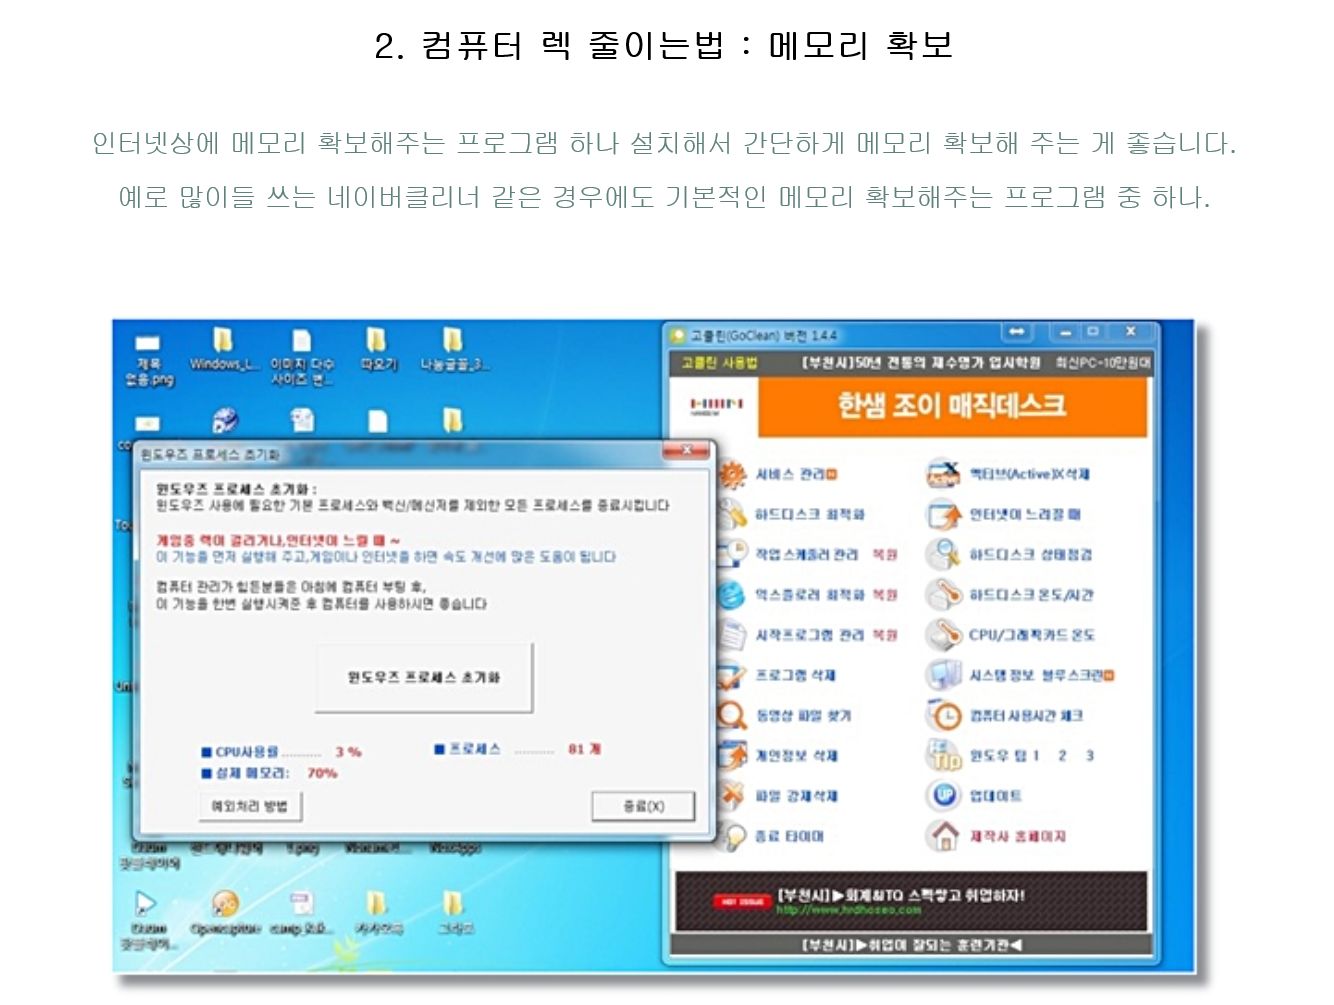 2. 컴퓨터 렉 줄이는법 : 메모리 확보
인터넷상에 메모리 확보해주는 프로그램 하나 설치해서 간단하게 메모리 확보해 주는 게 좋습니다.
예로 많이들 쓰는 네이버클리너 같은 경우에도 기본적인 메모리 확보해주는 프로그램 중 하나.
제목 없음.png
Windows_L...
이미지 다수 사이즈 변...
따오기
나눔글꼴_3...
윈도우즈 프로세스 초기화
윈도우즈 프로세스 초기화 :
윈도우즈 사용에 필요한 기본 프로세스와 백신/메신저를 제외한 모든 프로세스를 종료시킵니다
게임중 랙이 걸리거나,인터넷이 느릴 때 ~
이 기능을 먼저 실행해 주고,게임이나 인터넷을 하면 속도 개선에 많은 도움이 됩니다
컴퓨터 관리가 힘든분들은 아침에 컴퓨터 부팅 후,
이 기능을 한번 실행시켜준 후 컴퓨터를 사용하시면 좋습니다
윈도우즈 프로세스 초기화
CPU사용률 .......... 3 %
프로세스 .......... 81 개
실제 메모리: 70%
예외처리 방법
종료(X)
고클린(GoClean) 버전 1.4.4
고클린 사용법 [부천시]50년 전통의 재수명가 입시학원 최신PC-10만원대
한샘 조이 매직데스크
서비스 관리
액티브(Active)X 삭제
하드디스크 최적화
인터넷이 느려질 때
작업 스케줄러 관리 복원
하드디스크 상태점검
익스플로러 최적화 복원
하드디스크 온도/시간
시작프로그램 관리 복원
CPU/그래픽카드 온도
프로그램 삭제
시스템 정보 블루스크린
동영상 파일 찾기
컴퓨터 사용시간 체크
개인정보 삭제
윈도우 팁 1 2 3
파일 강제삭제
업데이트
종료 타이머
제작사 홈페이지
HOT ISSUE
[부천시]▶회계&ITQ 스펙쌓고 취업하자!
http://www.hrdhoseo.com
[부천시]▶취업이 잘되는 훈련기관◀
Daum 팟플레이어
Daum 팟플레이...
카카오톡